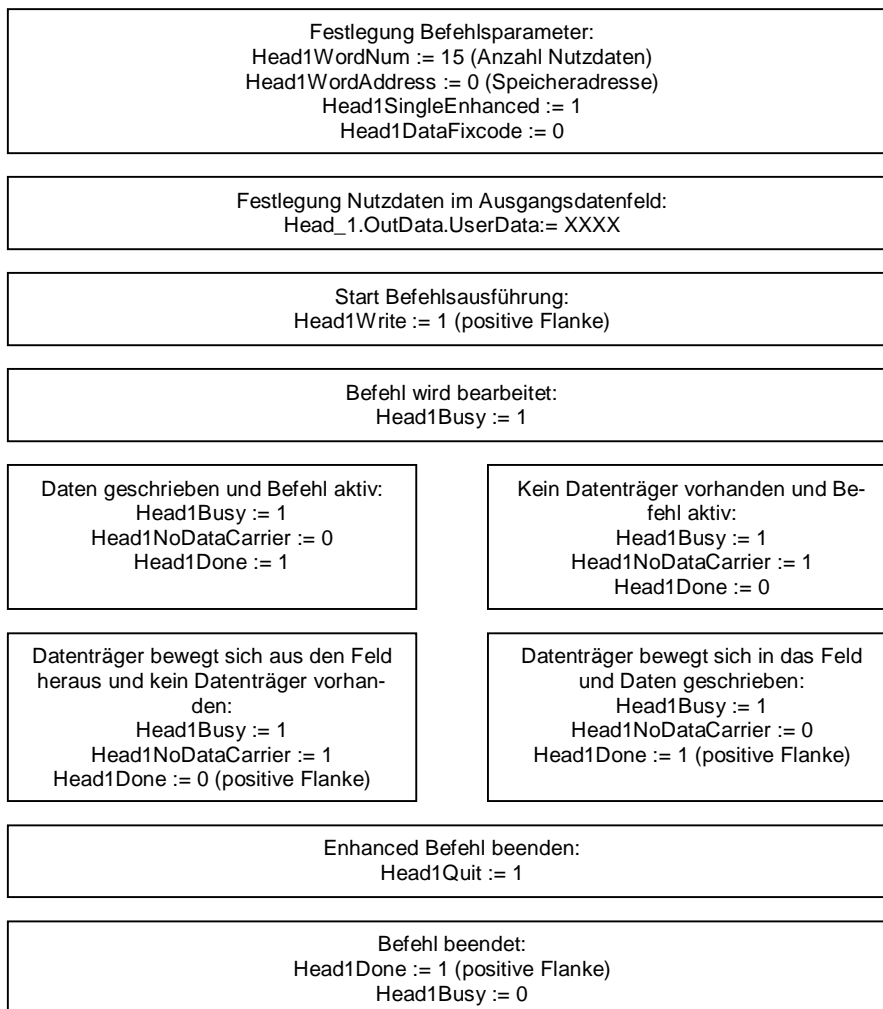 Festlegung Befehlsparameter:
Head1WordNum := 15 (Anzahl Nutzdaten)
Head1WordAddress := 0 (Speicheradresse)
Head1SingleEnhanced := 1
Head1DataFixcode := 0
Festlegung Nutzdaten im Ausgangsdatenfeld:
Head_1.OutData.UserData:= XXXX
Start Befehlsausführung:
Head1Write := 1 (positive Flanke)
Befehl wird bearbeitet:
Head1Busy := 1
Daten geschrieben und Befehl aktiv:
Head1Busy := 1
Head1NoDataCarrier := 0
Head1Done := 1
Kein Datenträger vorhanden und Be-
fehl aktiv:
Head1Busy := 1
Head1NoDataCarrier := 1
Head1Done := 0
Datenträger bewegt sich aus den Feld
heraus und kein Datenträger vorhan-
den:
Head1Busy := 1
Head1NoDataCarrier := 1
Head1Done := 0 (positive Flanke)
Datenträger bewegt sich in das Feld
und Daten geschrieben:
Head1Busy := 1
Head1NoDataCarrier := 0
Head1Done := 1 (positive Flanke)
Enhanced Befehl beenden:
Head1Quit := 1
Befehl beendet:
Head1Done := 1 (positive Flanke)
Head1Busy := 0